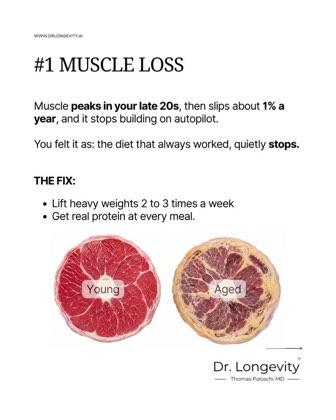 WWW.DRLONGEVITY.AI
#1 MUSCLE LOSS
Muscle peaks in your late 20s, then slips about 1% a
year, and it stops building on autopilot.
You felt it as: the diet that always worked, quietly stops.
THE FIX:
• Lift heavy weights 2 to 3 times a week
• Get real protein at every meal.
Young
Aged
Dr. Longevity
Thomas Paloschi MD